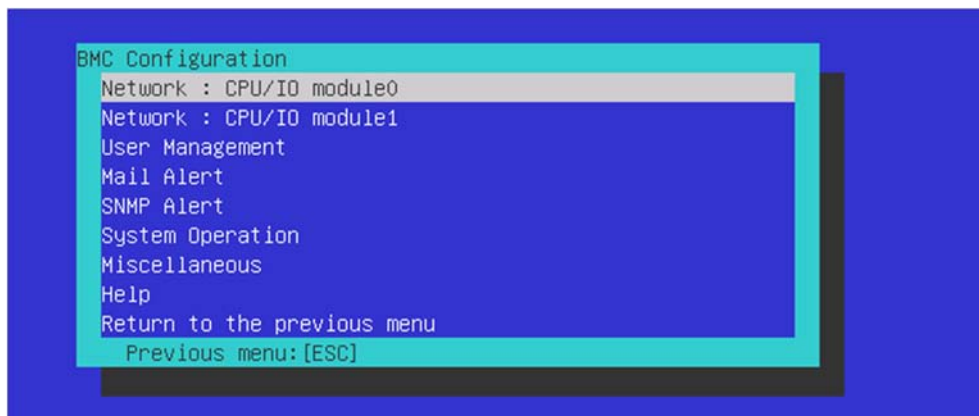 BMC Configuration
Network : CPU/IO module0
Network : CPU/IO module1
User Management
Mail Alert
SNMP Alert
System Operation
Miscellaneous
Help
Return to the previous menu
Previous menu:[ESC]